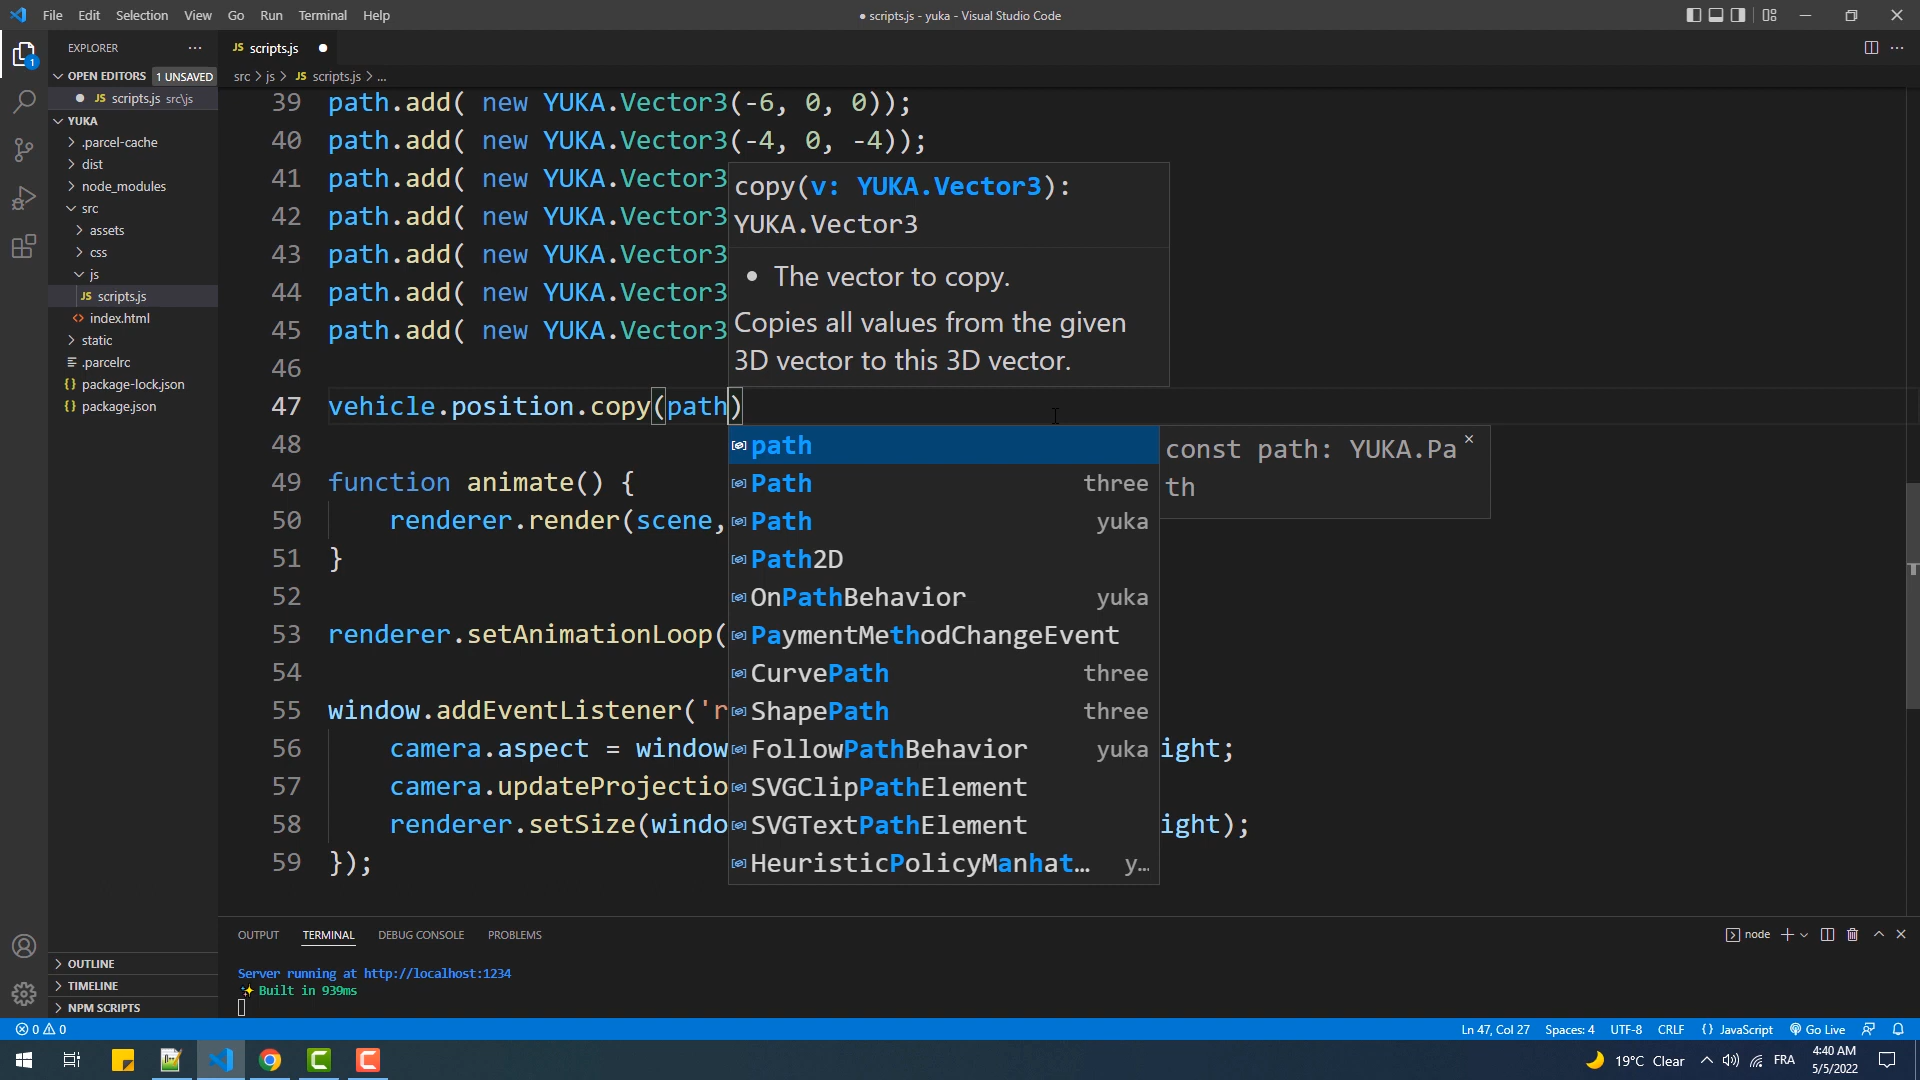 File Edit Selection View Go Run Terminal Help
● scripts.js - yuka - Visual Studio Code
EXPLORER
JS scripts.js ●
OPEN EDITORS 1 UNSAVED
src > js > JS scripts.js > ...
● JS scripts.js src\js
YUKA
.parcel-cache
dist
node_modules
src
assets
css
js
JS scripts.js
<> index.html
static
.parcelrc
{} package-lock.json
{} package.json
OUTLINE
TIMELINE
NPM SCRIPTS
39 path.add( new YUKA.Vector3(-6, 0, 0));
40 path.add( new YUKA.Vector3(-4, 0, -4));
41 path.add( new YUKA.Vector3
42 path.add( new YUKA.Vector3
43 path.add( new YUKA.Vector3
44 path.add( new YUKA.Vector3
45 path.add( new YUKA.Vector3
46
47 vehicle.position.copy(path)
48
49 function animate() {
50 renderer.render(scene,
51 }
52
53 renderer.setAnimationLoop(
54
55 window.addEventListener('r
56 camera.aspect = window ight;
57 camera.updateProjectio
58 renderer.setSize(windo ight);
59 });
copy(v: YUKA.Vector3):
YUKA.Vector3
• The vector to copy.
Copies all values from the given
3D vector to this 3D vector.
path
Path three
Path yuka
Path2D
OnPathBehavior yuka
PaymentMethodChangeEvent
CurvePath three
ShapePath three
FollowPathBehavior yuka
SVGClipPathElement
SVGTextPathElement
HeuristicPolicyManhat… y…
const path: YUKA.Pa
th
OUTPUT TERMINAL DEBUG CONSOLE PROBLEMS
node
Server running at http://localhost:1234
✨ Built in 939ms
0 0
Ln 47, Col 27 Spaces: 4 UTF-8 CRLF {} JavaScript Go Live
19°C Clear
FRA
4:40 AM
5/5/2022
1